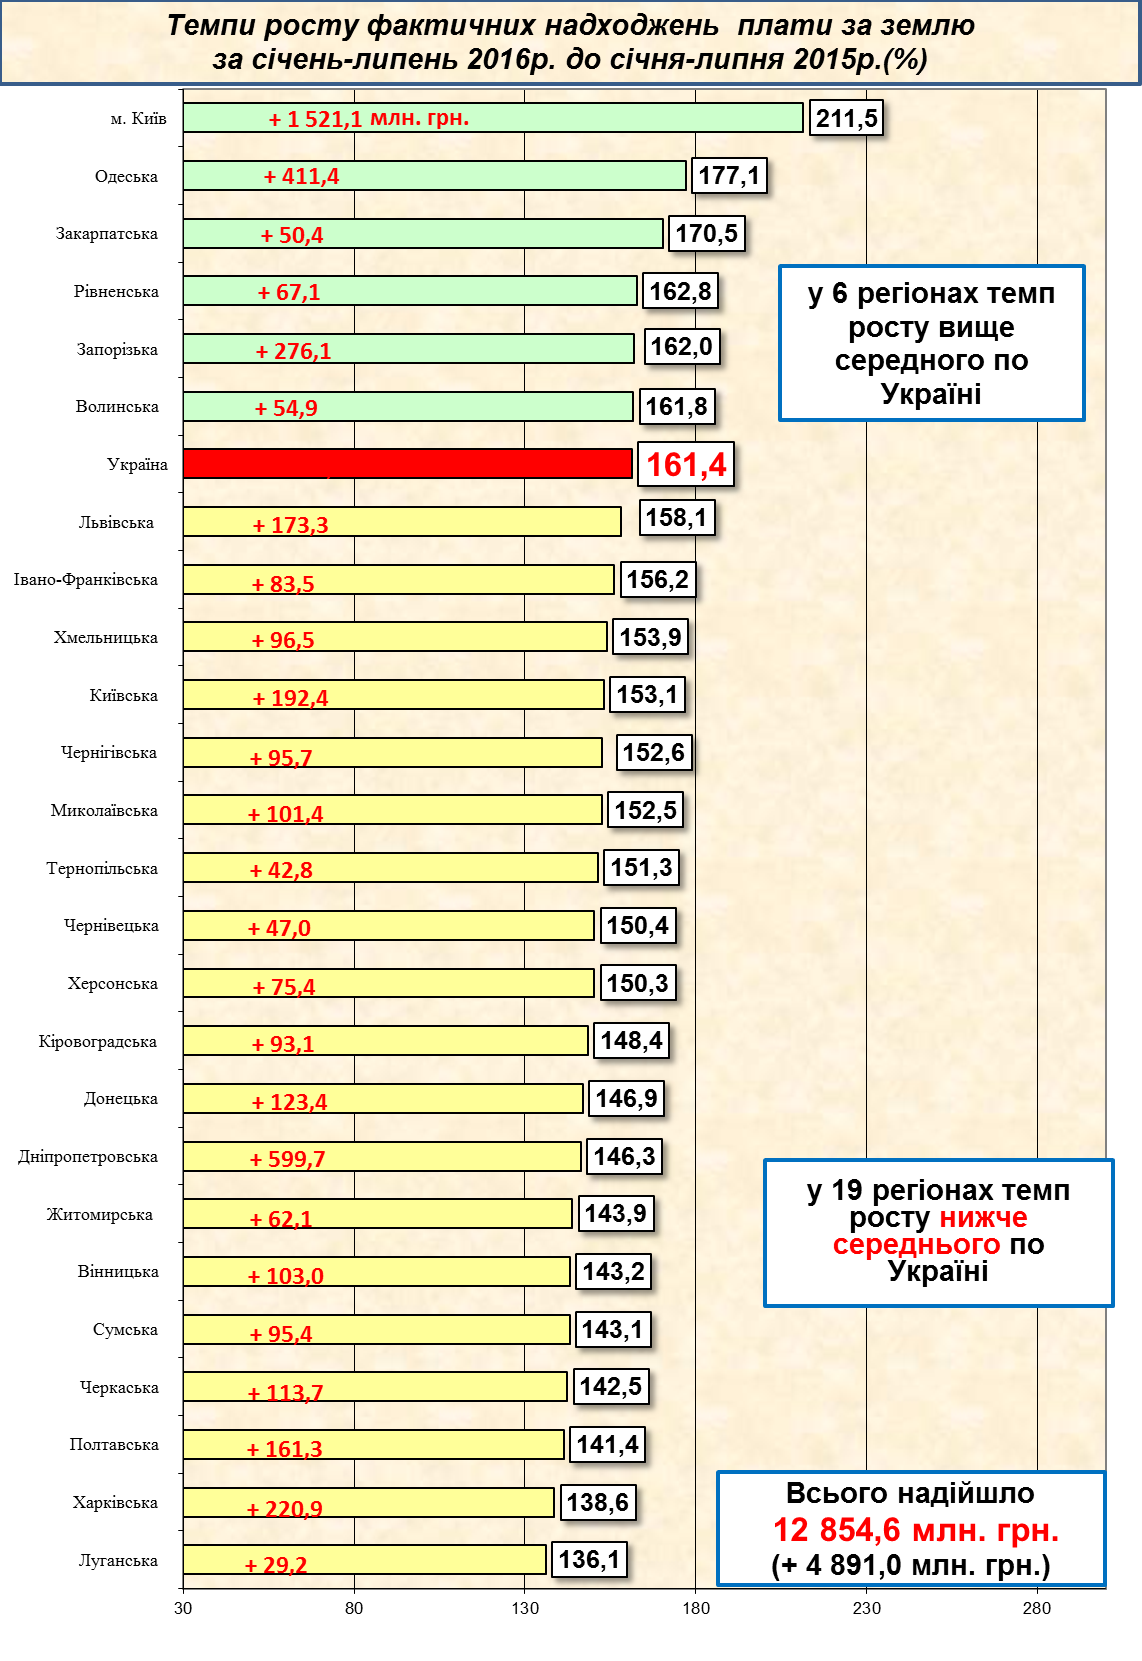 Темпи росту фактичних надходжень плати за землю
за січень-липень 2016р. до січня-липня 2015р.(%)
м. Київ + 1 521,1 млн. грн. 211,5
Одеська + 411,4 177,1
Закарпатська + 50,4 170,5
Рівненська + 67,1 162,8
Запорізька + 276,1 162,0
Волинська + 54,9 161,8
у 6 регіонах темп
росту вище
середного по
Україні
Україна 161,4
Львівська + 173,3 158,1
Івано-Франківська + 83,5 156,2
Хмельницька + 96,5 153,9
Київська + 192,4 153,1
Чернігівська + 95,7 152,6
Миколаївська + 101,4 152,5
Тернопільська + 42,8 151,3
Чернівецька + 47,0 150,4
Херсонська + 75,4 150,3
Кіровоградська + 93,1 148,4
Донецька + 123,4 146,9
Дніпропетровська + 599,7 146,3
Житомирська + 62,1 143,9
Вінницька + 103,0 143,2
Сумська + 95,4 143,1
Черкаська + 113,7 142,5
Полтавська + 161,3 141,4
Харківська + 220,9 138,6
Луганська + 29,2 136,1
у 19 регіонах темп
росту нижче
середнього по
Україні
Всього надійшло
12 854,6 млн. грн.
(+ 4 891,0 млн. грн.)
30 80 130 180 230 280